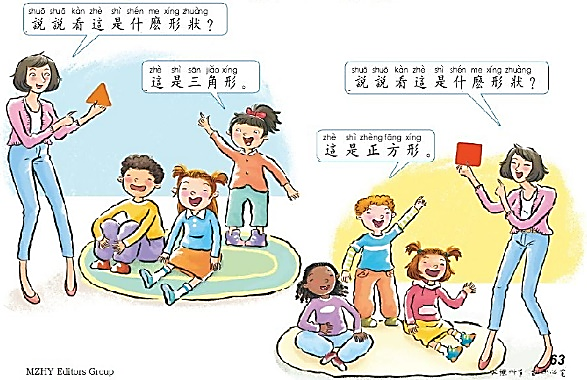 shuō shuō kàn zhè shì shén me xíng zhuàng
說說看這是什麼形狀？
zhè shì sān jiǎo xíng
這是三角形。
shuō shuō kàn zhè shì shén me xíng zhuàng
說說看這是什麼形狀？
zhè shì zhèng fāng xíng
這是正方形。
63
MZHY Editors Group